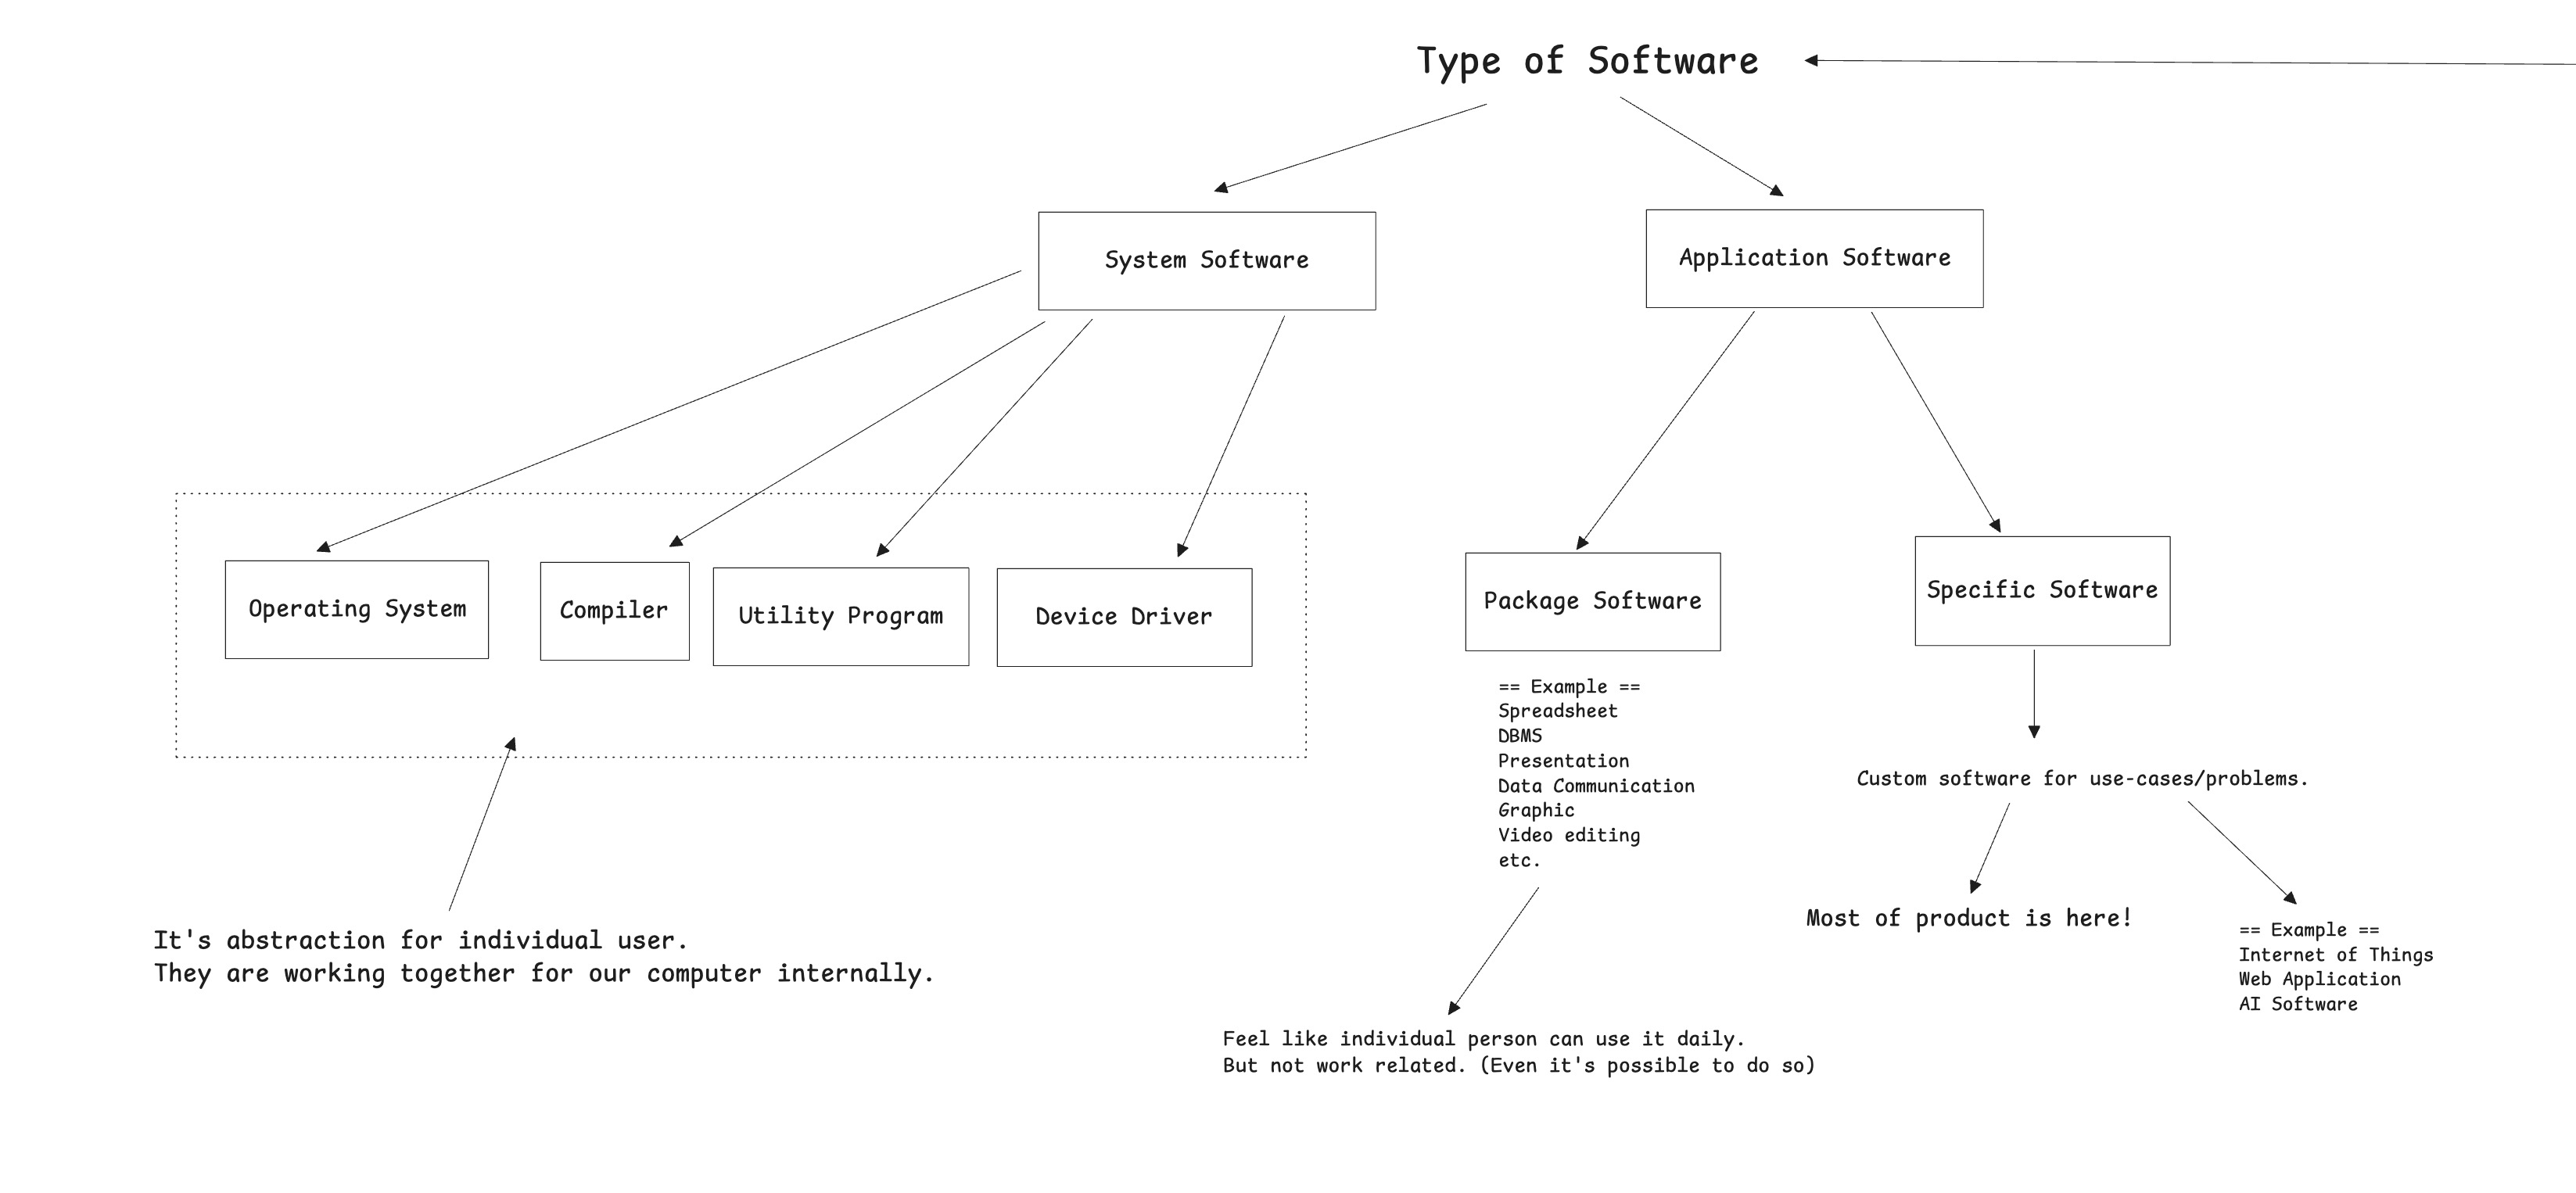 Type of Software
System Software
Application Software
Operating System
Compiler
Utility Program
Device Driver
Package Software
Specific Software
== Example ==
Spreadsheet
DBMS
Presentation
Data Communication
Graphic
Video editing
etc.
Custom software for use-cases/problems.
Most of product is here!
== Example ==
Internet of Things
Web Application
AI Software
It's abstraction for individual user.
They are working together for our computer internally.
Feel like individual person can use it daily.
But not work related. (Even it's possible to do so)